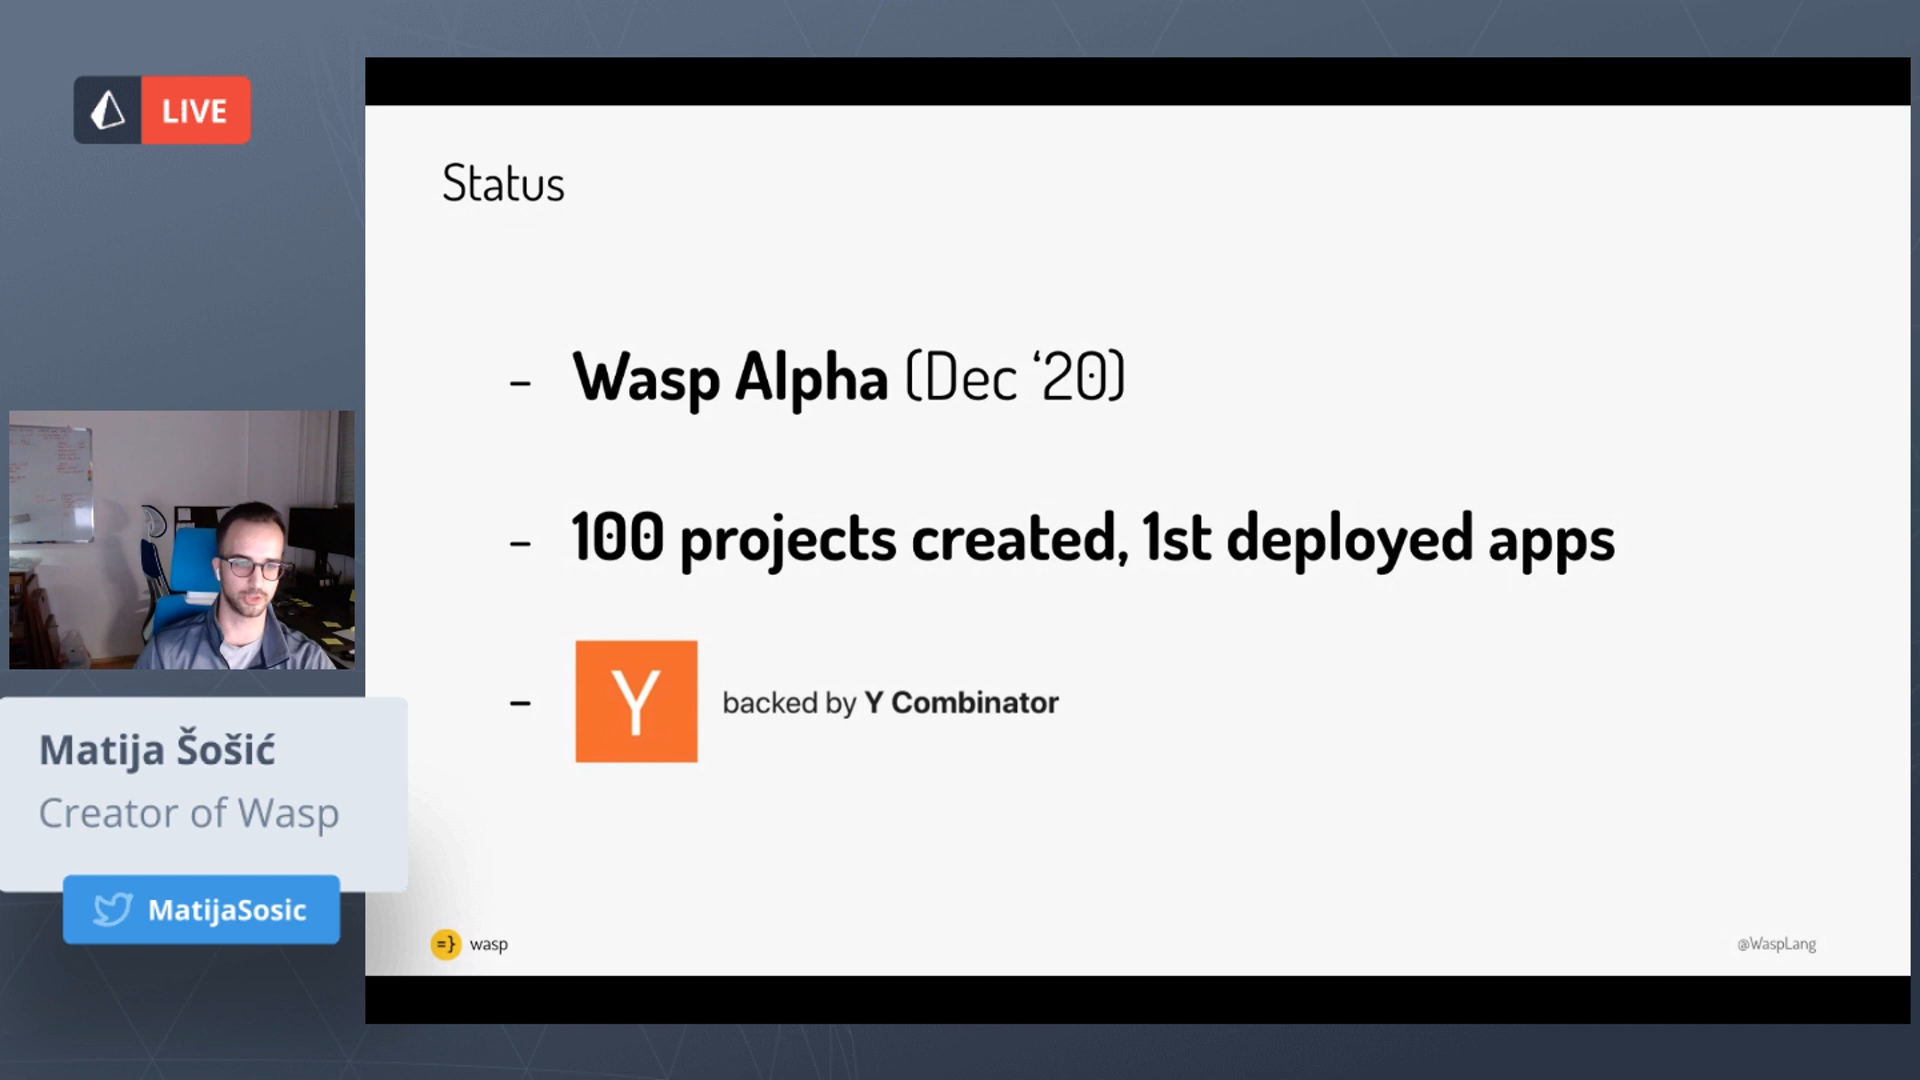 LIVE
Status
- Wasp Alpha (Dec ‘20)
- 100 projects created, 1st deployed apps
- Y backed by Y Combinator
Matija Šošić
Creator of Wasp
MatijaSosic
=} wasp
@WaspLang